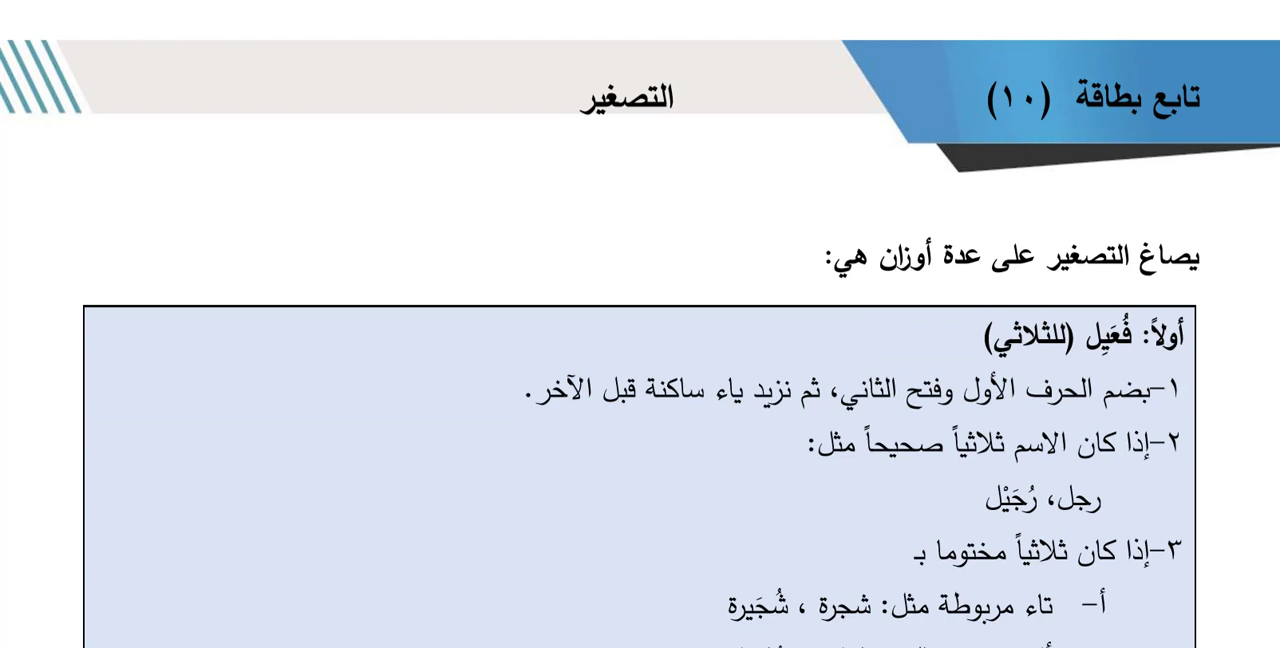 تابع بطاقة (١٠)
التصغير
يصاغ التصغير على عدة أوزان هي:
أولاً: فُعَيِل (للثلاثي)
١-بضم الحرف الأول وفتح الثاني، ثم نزيد ياء ساكنة قبل الآخر.
٢-إذا كان الاسم ثلاثياً صحيحاً مثل:
رجل، رُجَيْل
٣-إذا كان ثلاثياً مختوما بـ
أ- تاء مربوطة مثل: شجرة ، شُجَيرة